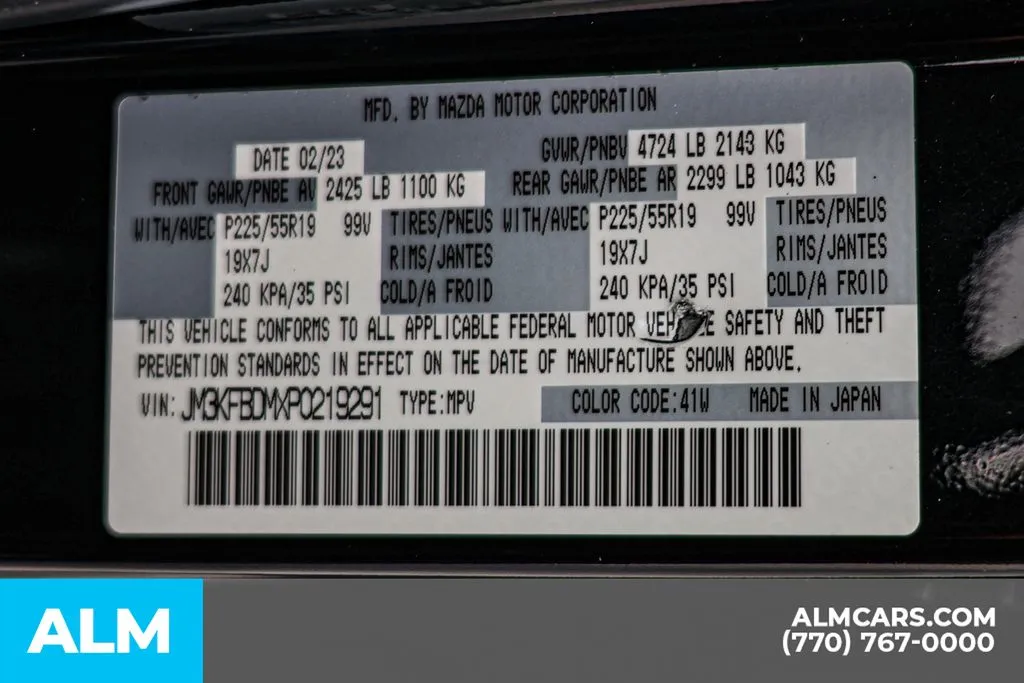 MFD. BY MAZDA MOTOR CORPORATION
DATE 02/23 GVWR/PNBV 4724 LB 2143 KG
FRONT GAWR/PNBE AV 2425 LB 1100 KG REAR GAWR/PNBE AR 2299 LB 1043 KG
WITH/AVEC P225/55R19 99V TIRES/PNEUS WITH/AVEC P225/55R19 99V TIRES/PNEUS
19X7J RIMS/JANTES 19X7J RIMS/JANTES
240 KPA/35 PSI COLD/A FROID 240 KPA/35 PSI COLD/A FROID
THIS VEHICLE CONFORMS TO ALL APPLICABLE FEDERAL MOTOR SAFETY AND THEFT
PREVENTION STANDARDS IN EFFECT ON THE DATE OF MANUFACTURE SHOWN ABOVE.
VIN: JM3KFBDMXP0219291 TYPE:MPV COLOR CODE:41W MADE IN JAPAN
ALM
ALMCARS.COM
(770) 767-0000